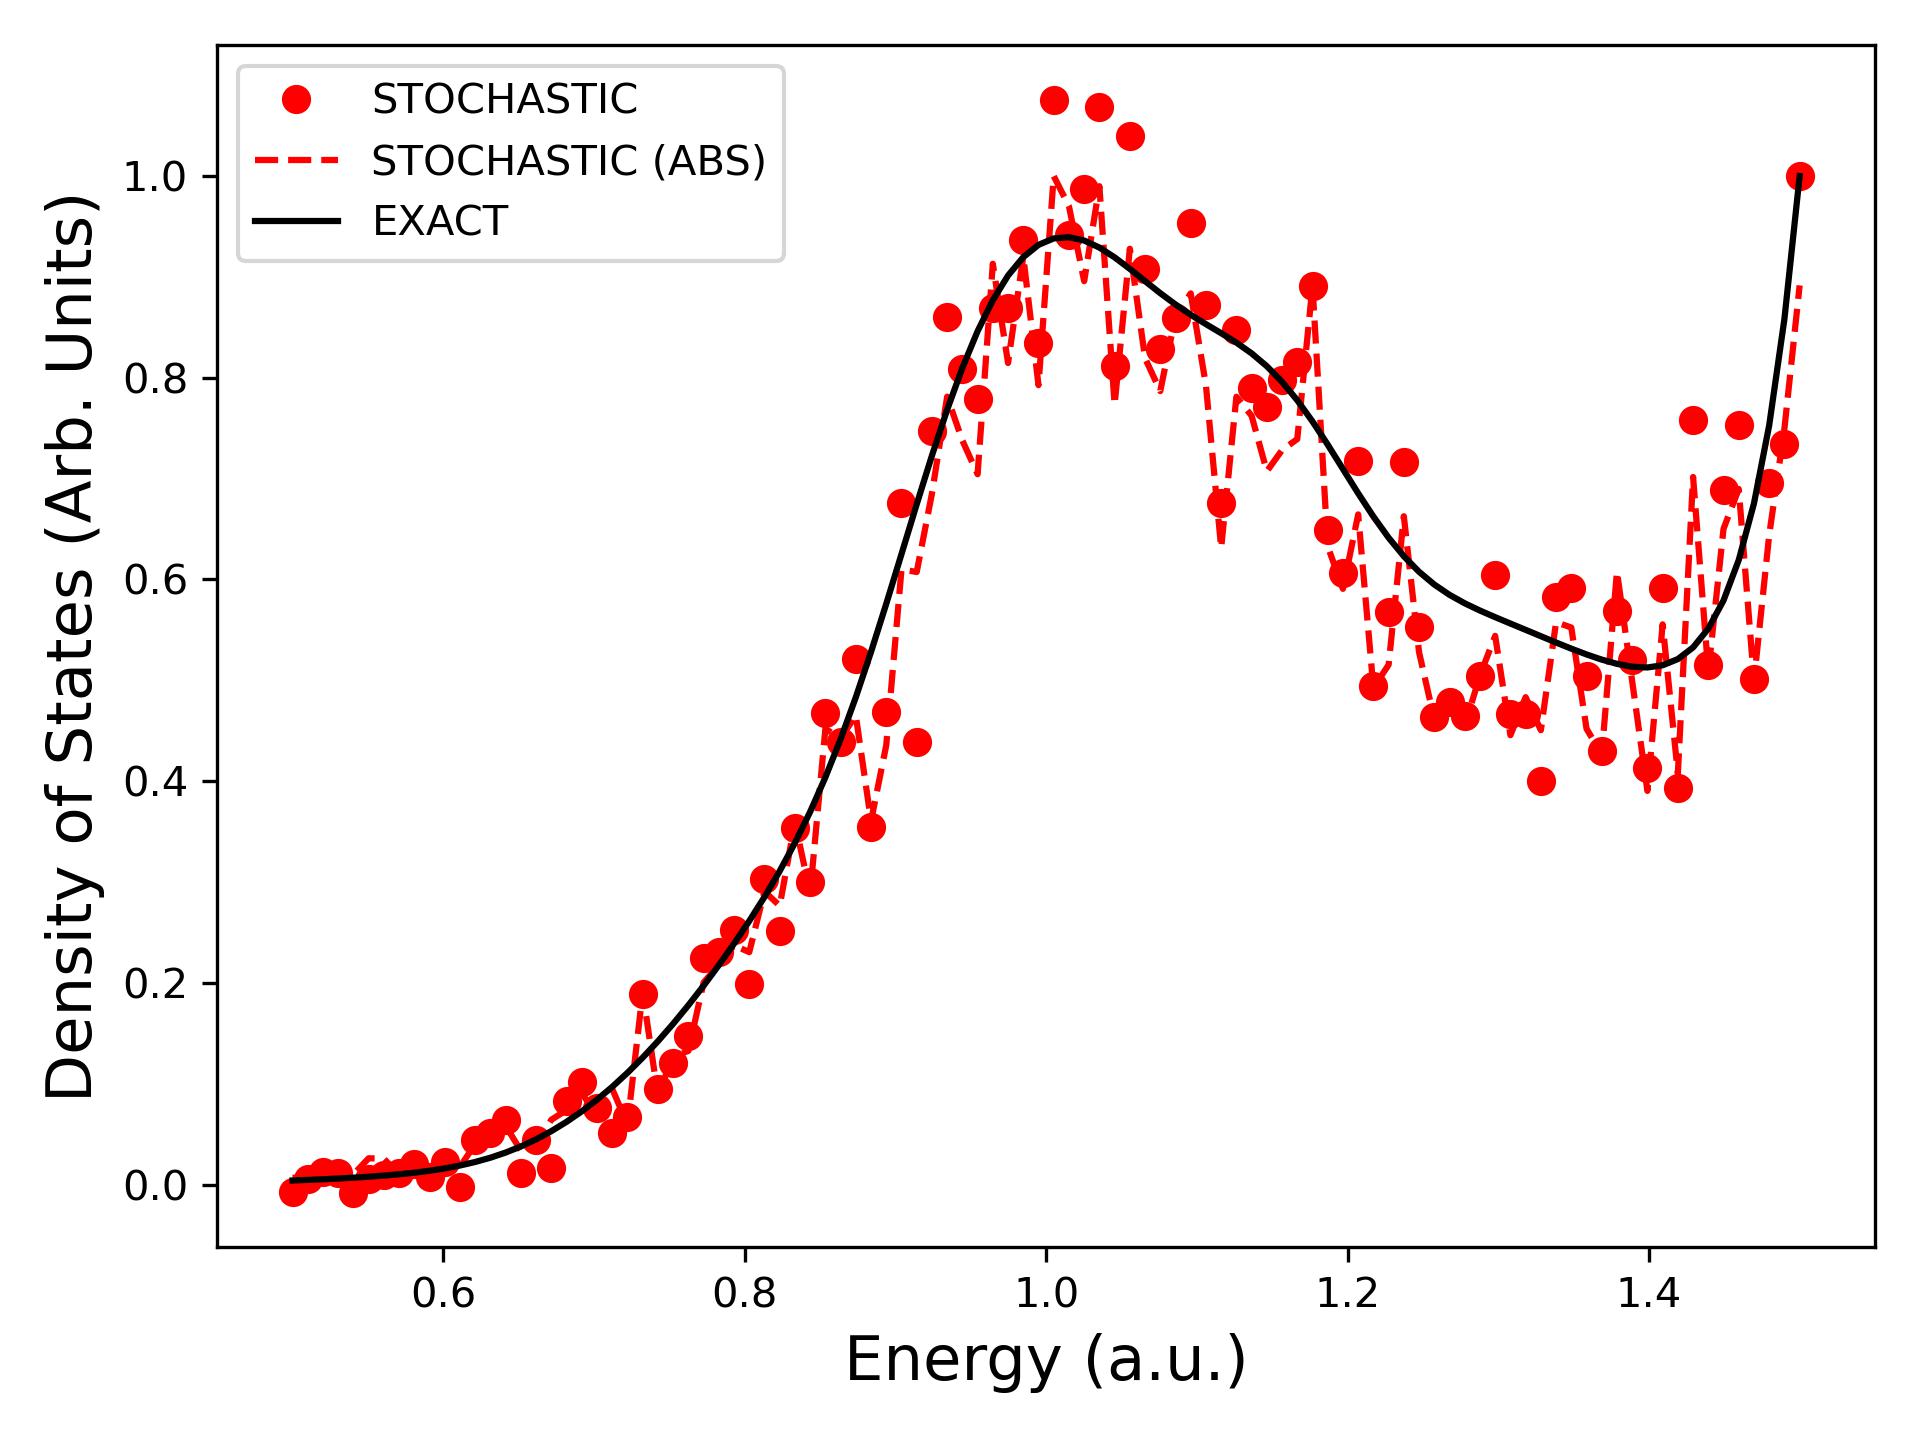 STOCHASTIC
STOCHASTIC (ABS)
EXACT
1.0
0.8
0.6
0.4
0.2
0.0
Density of States (Arb. Units)
0.6 0.8 1.0 1.2 1.4
Energy (a.u.)